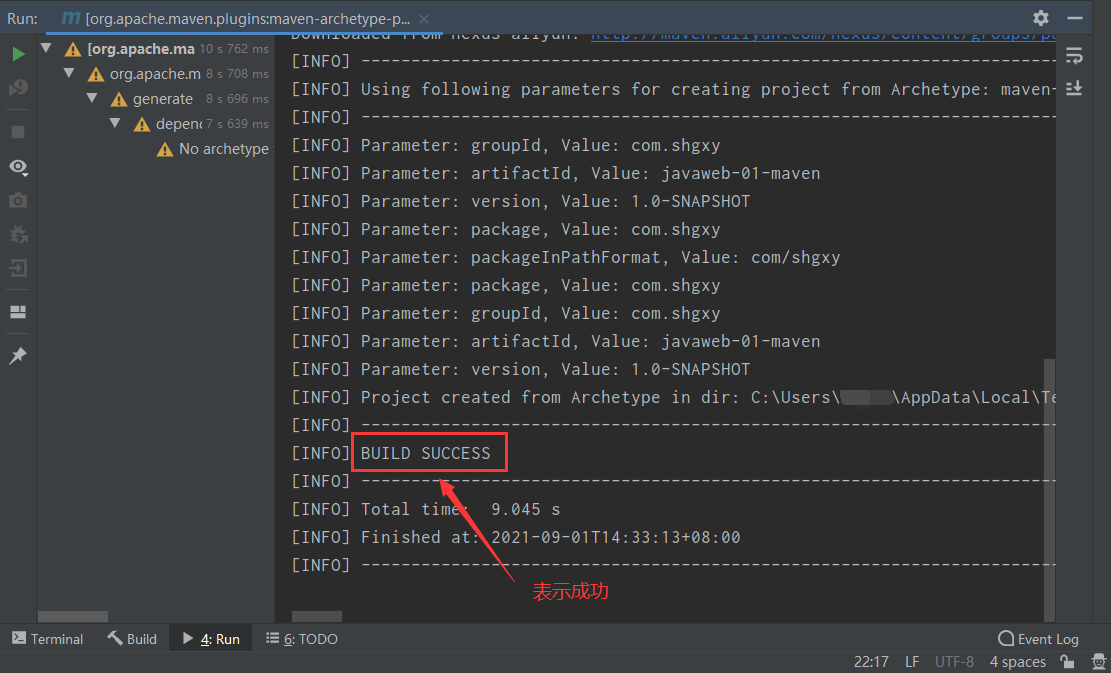 Run:
[org.apache.maven.plugins:maven-archetype-p...
[org.apache.ma 10 s 762 ms
org.apache.m 8 s 708 ms
generate 8 s 696 ms
depend 7 s 639 ms
No archetype
Downloaded from nexus-aliyun: http://maven.aliyun.com/nexus/content/groups/pu
[INFO] ------------------------------------------------------------------------
[INFO] Using following parameters for creating project from Archetype: maven-
[INFO] ------------------------------------------------------------------------
[INFO] Parameter: groupId, Value: com.shgxy
[INFO] Parameter: artifactId, Value: javaweb-01-maven
[INFO] Parameter: version, Value: 1.0-SNAPSHOT
[INFO] Parameter: package, Value: com.shgxy
[INFO] Parameter: packageInPathFormat, Value: com/shgxy
[INFO] Parameter: package, Value: com.shgxy
[INFO] Parameter: groupId, Value: com.shgxy
[INFO] Parameter: artifactId, Value: javaweb-01-maven
[INFO] Parameter: version, Value: 1.0-SNAPSHOT
[INFO] Project created from Archetype in dir: C:\Users\ \AppData\Local\Te
[INFO] ------------------------------------------------------------------------
[INFO] BUILD SUCCESS
[INFO] ------------------------------------------------------------------------
[INFO] Total time: 9.045 s
[INFO] Finished at: 2021-09-01T14:33:13+08:00
[INFO] ------------------------------------------------------------------------
表示成功
Terminal Build 4: Run 6: TODO Event Log
22:17 LF UTF-8 4 spaces